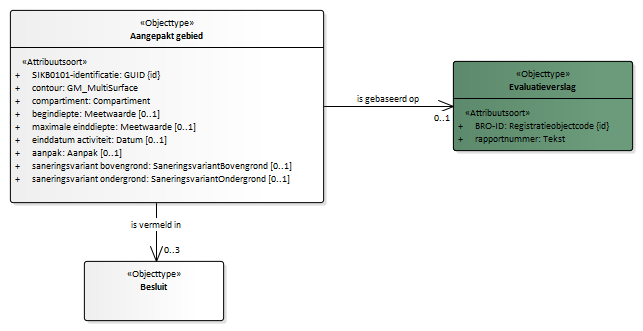 «Objecttype»
Aangepakt gebied
«Attribuutsoort»
+ SIKB0101-identificatie: GUID {id}
+ contour: GM_MultiSurface
+ compartiment: Compartiment
+ begindiepte: Meetwaarde [0..1]
+ maximale einddiepte: Meetwaarde [0..1]
+ einddatum activiteit: Datum [0..1]
+ aanpak: Aanpak [0..1]
+ saneringsvariant bovengrond: SaneringsvariantBovengrond [0..1]
+ saneringsvariant ondergrond: SaneringsvariantOndergrond [0..1]
is gebaseerd op
0..1
«Objecttype»
Evaluatieverslag
«Attribuutsoort»
+ BRO-ID: Registratieobjectcode {id}
+ rapportnummer: Tekst
is vermeld in
0..3
«Objecttype»
Besluit